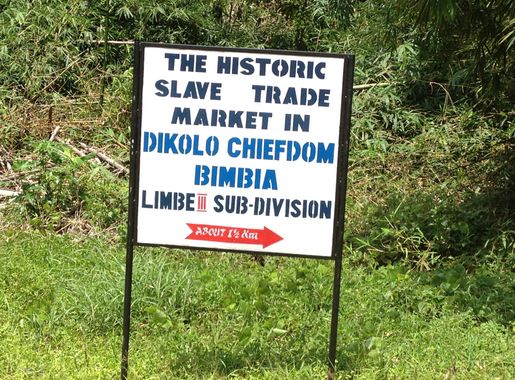 THE HISTORIC
SLAVE TRADE
MARKET IN
DIKOLO CHIEFDOM
BIMBIA
LIMBE III SUB-DIVISION
ABOUT 1½ Km